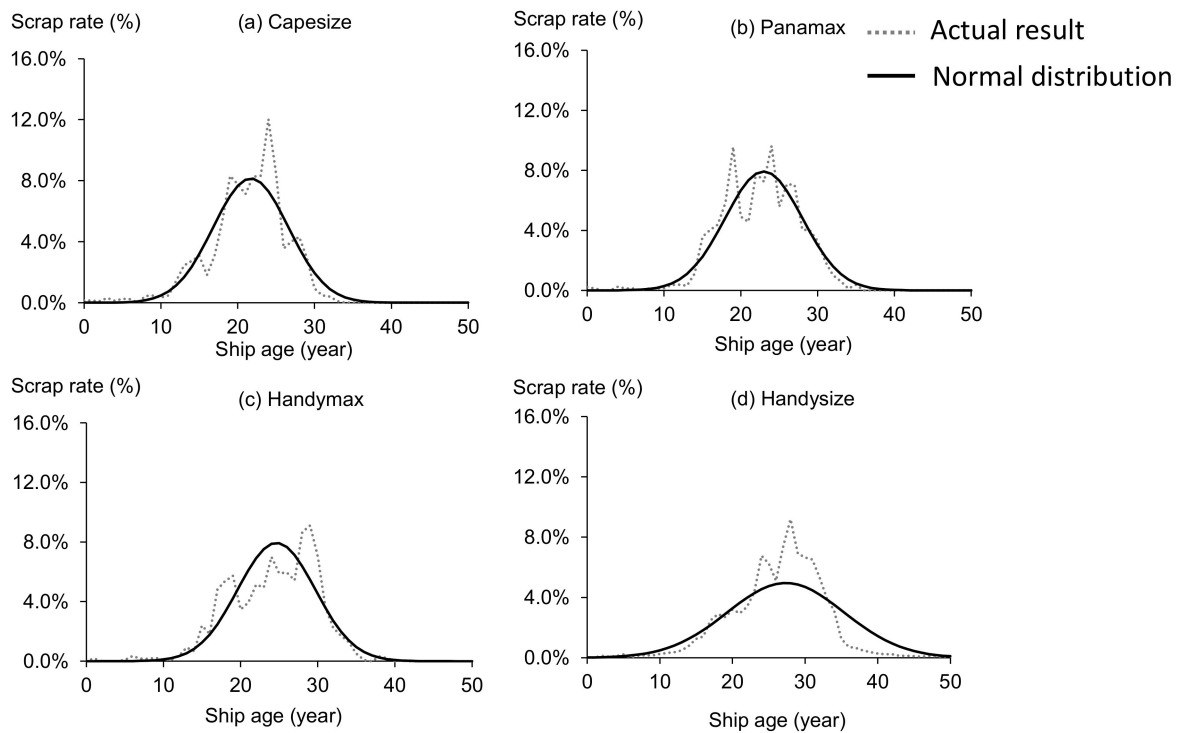 Scrap rate (%)
(a) Capesize
16.0%
12.0%
8.0%
4.0%
0.0%
0 10 20 30 40 50
Ship age (year)
Scrap rate (%)
(b) Panamax
Actual result
Normal distribution
16.0%
12.0%
8.0%
4.0%
0.0%
0 10 20 30 40 50
Ship age (year)
Scrap rate (%)
(c) Handymax
16.0%
12.0%
8.0%
4.0%
0.0%
0 10 20 30 40 50
Ship age (year)
Scrap rate (%)
(d) Handysize
16.0%
12.0%
8.0%
4.0%
0.0%
0 10 20 30 40 50
Ship age (year)